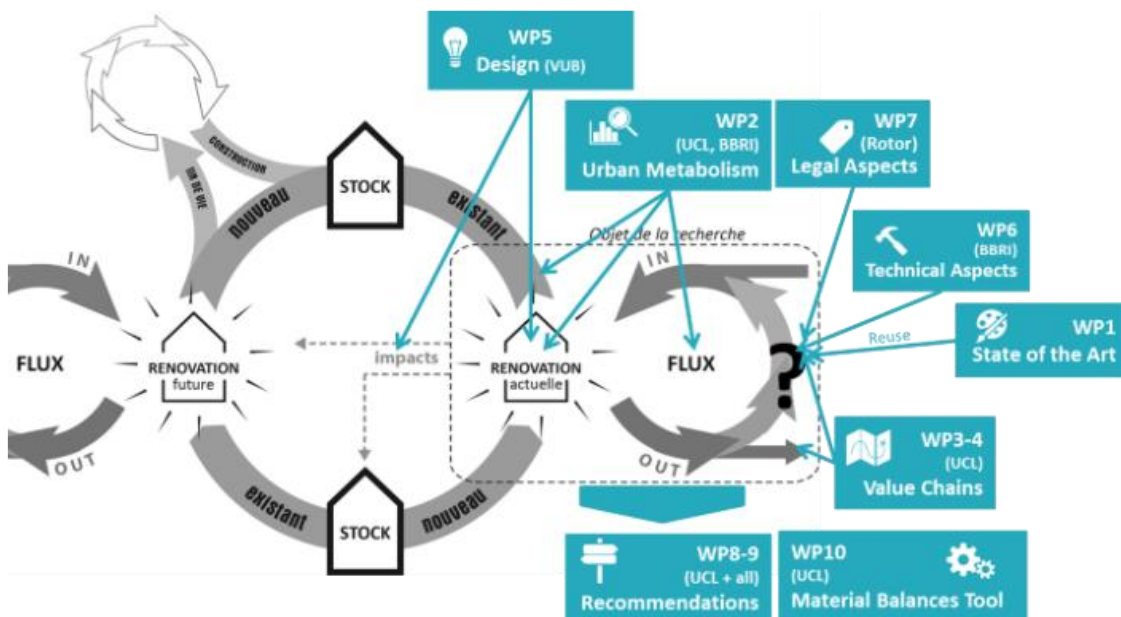 WP5
Design (VUB)
WP2
(UCL, BBRI)
Urban Metabolism
WP7
(Rotor)
Legal Aspects
WP6
(BBRI)
Technical Aspects
WP1
State of the Art
Reuse
WP3-4
(UCL)
Value Chains
WP8-9
(UCL + all)
Recommendations
WP10
(UCL)
Material Balances Tool
CONSTRUCTION
FIN DE VIE
nouveau
STOCK
existant
Objet de la recherche
IN
IN
FLUX
RENOVATION
future
impacts
RENOVATION
actuelle
FLUX
?
OUT
OUT
existant
STOCK
nouveau